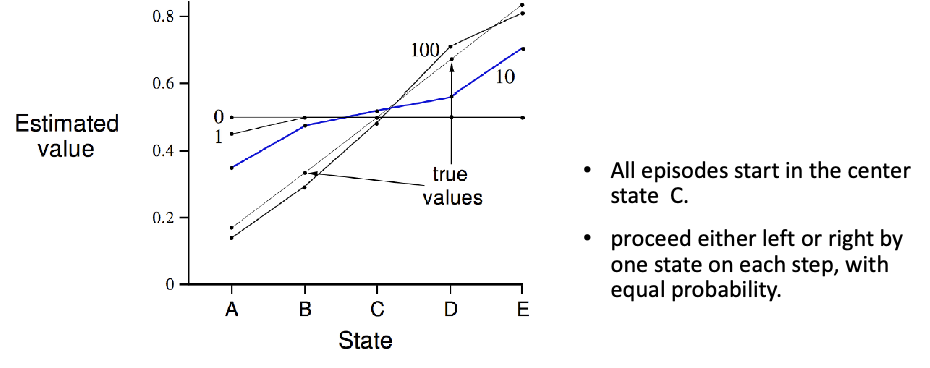 0.8
100
0.6
10
0
1
Estimated
value
0.4
true
values
0.2
0
A
B
C
D
E
State
• All episodes start in the center
state C.
• proceed either left or right by
one state on each step, with
equal probability.